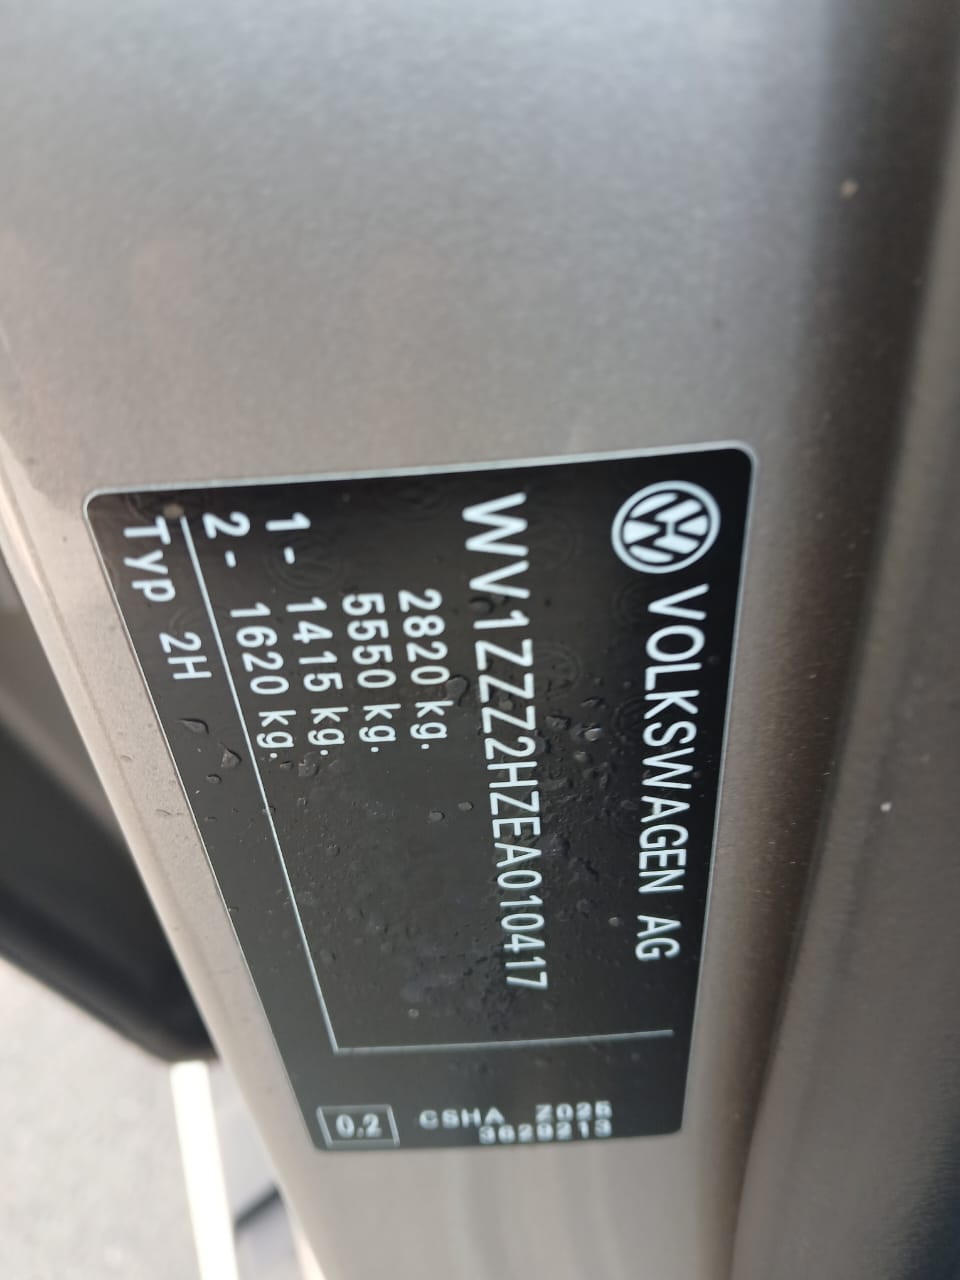 VOLKSWAGEN AG
WV1ZZZ2HZEA010417
2820 kg.
5550 kg.
1- 1415 kg.
2- 1620 kg.
Typ 2H
CSHA Z025
3629213
0.2